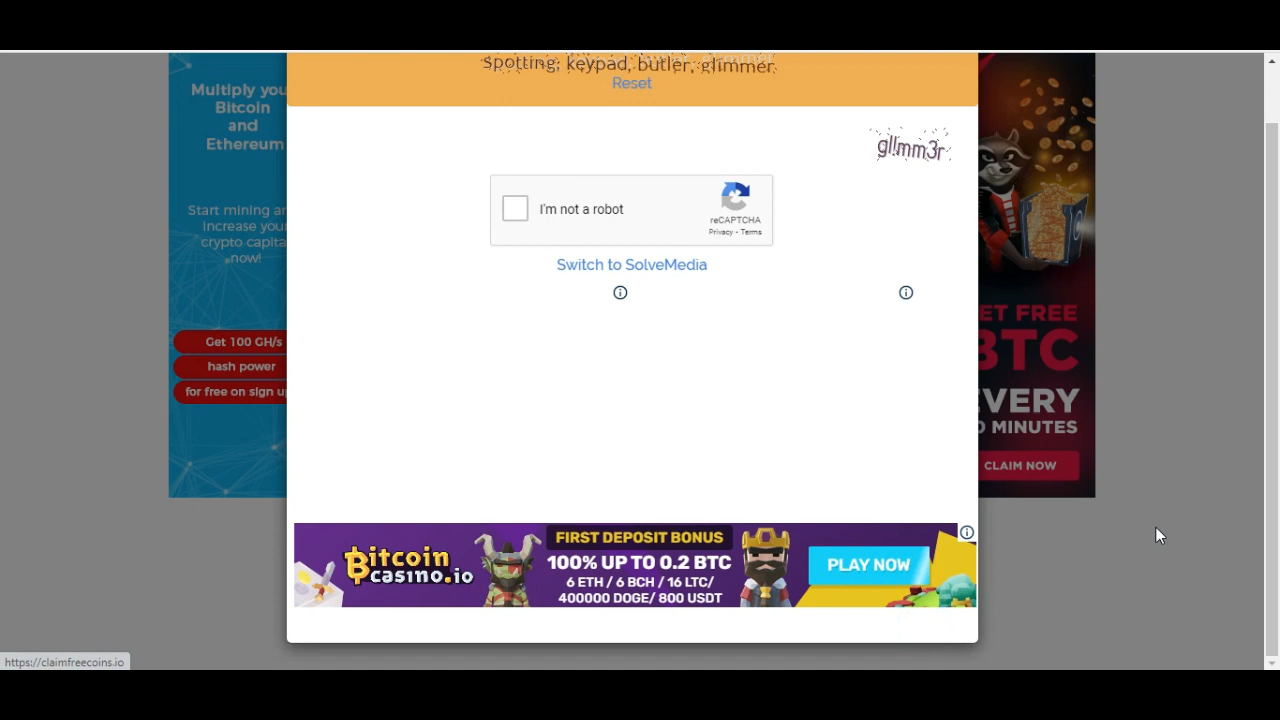 Spotting, keypad, butler, glimmer.
Reset
Multiply you
Bitcoin
and
Ethereum
Start mining an
Increase your
crypto capita
now!
Get 100 GH/s
hash power
for free on sign up
gl!mm3r
I'm not a robot
reCAPTCHA
Privacy - Terms
Switch to SolveMedia
ET FREE
BTC
EVERY
0 MINUTES
CLAIM NOW
Bitcoin
casino.io
FIRST DEPOSIT BONUS
100% UP TO 0.2 BTC
6 ETH / 6 BCH / 16 LTC/
400000 DOGE/ 800 USDT
PLAY NOW
https://claimfreecoins.io